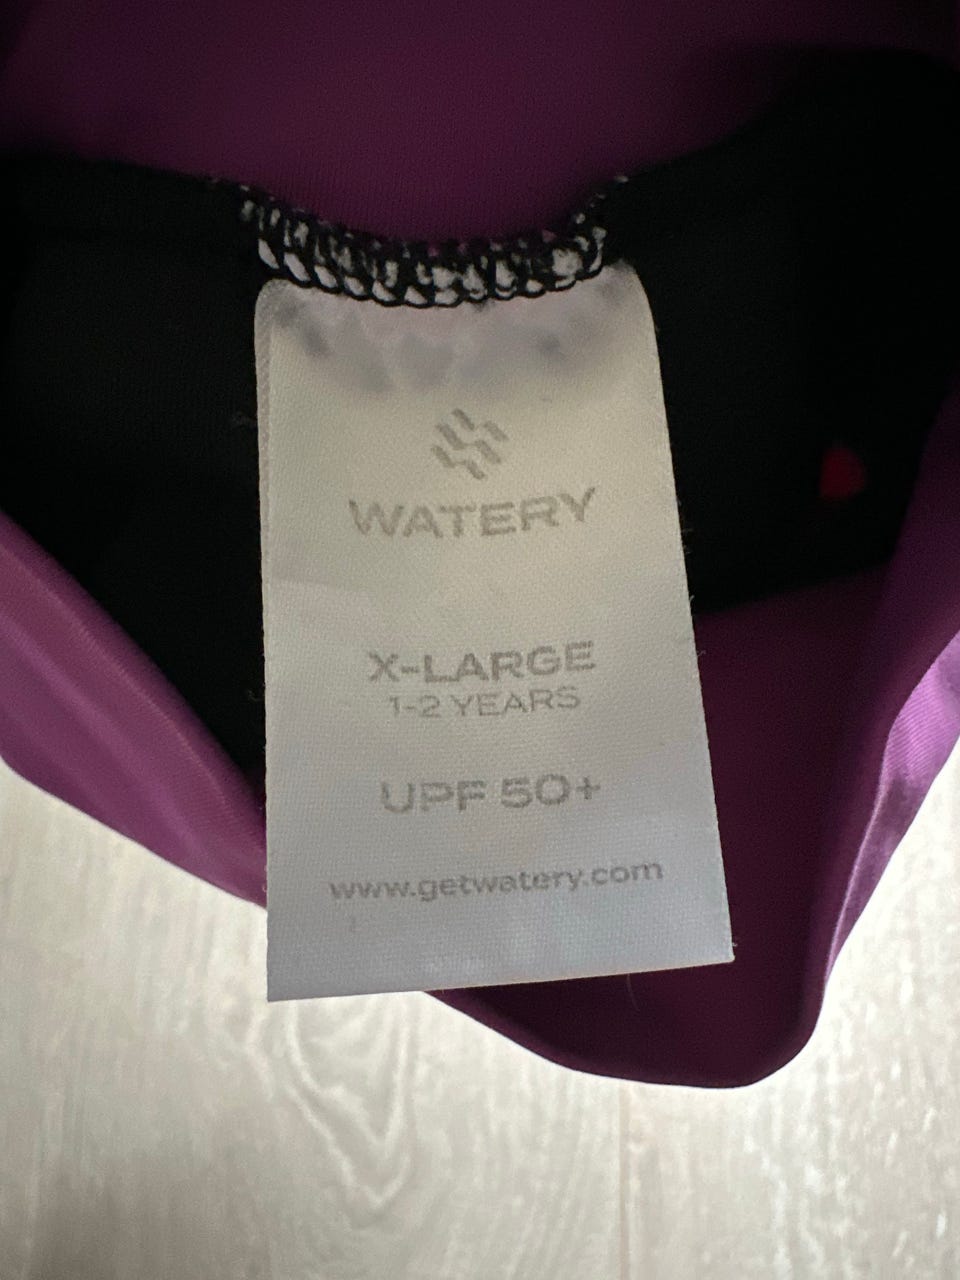 WATERY
X-LARGE
1-2 YEARS
UPF 50+
www.getwatery.com